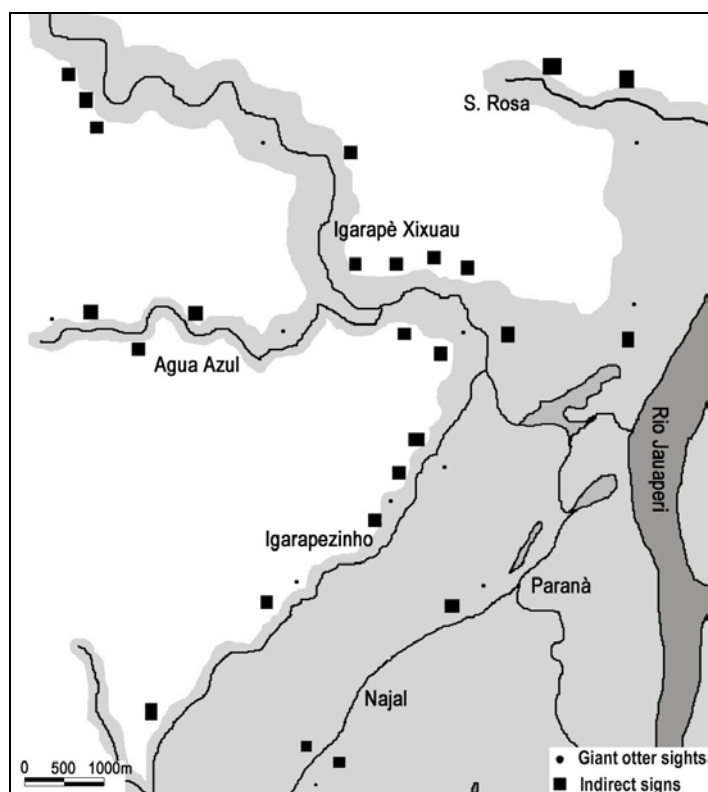 S. Rosa
Igarapè Xixuau
Agua Azul
Rio Jauaperi
Igarapezinho
Paranà
Najal
0 500 1000m
Giant otter sights
Indirect signs